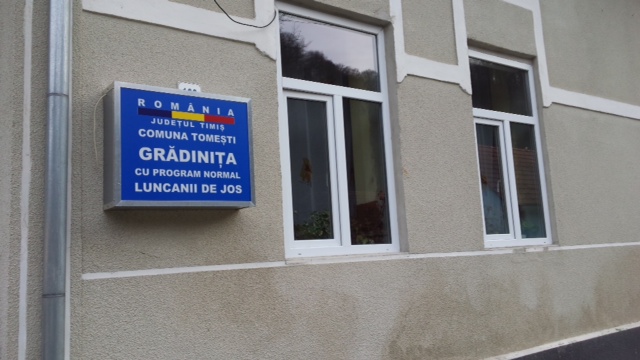 ROMÂNIA
JUDEȚUL TIMIȘ
COMUNA TOMEȘTI
GRĂDINIȚA
CU PROGRAM NORMAL
LUNCANII DE JOS